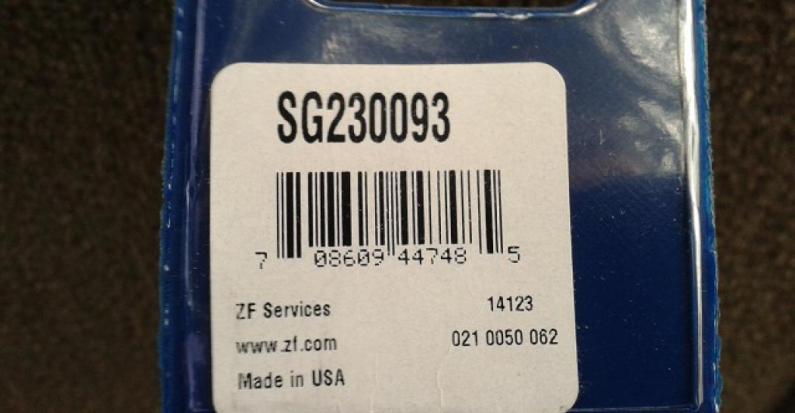 SG230093
7 08609 44748 5
ZF Services 14123
www.zf.com 021 0050 062
Made in USA